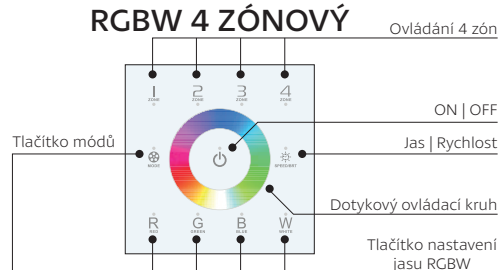 RGBW 4 ZÓNOVÝ
Ovládání 4 zón
1 2 3 4
ZONE ZONE ZONE ZONE
ON | OFF
Tlačítko módů
Jas | Rychlost
MODE
SPEED/BRT
Dotykový ovládací kruh
R G B W
RED GREEN BLUE WHITE
Tlačítko nastavení
jasu RGBW